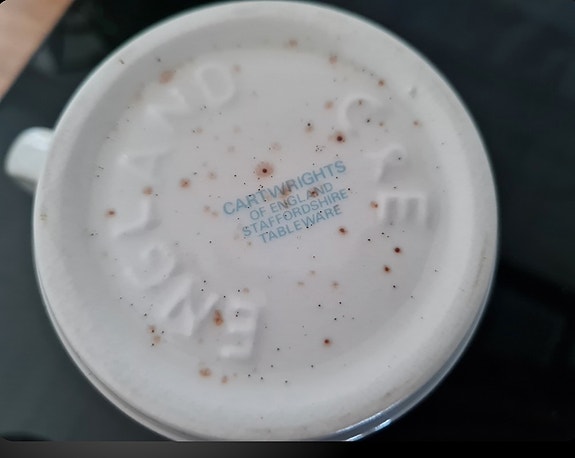 CARTWRIGHTS
OF ENGLAND
STAFFORDSHIRE
TABLEWARE
ENGLAND